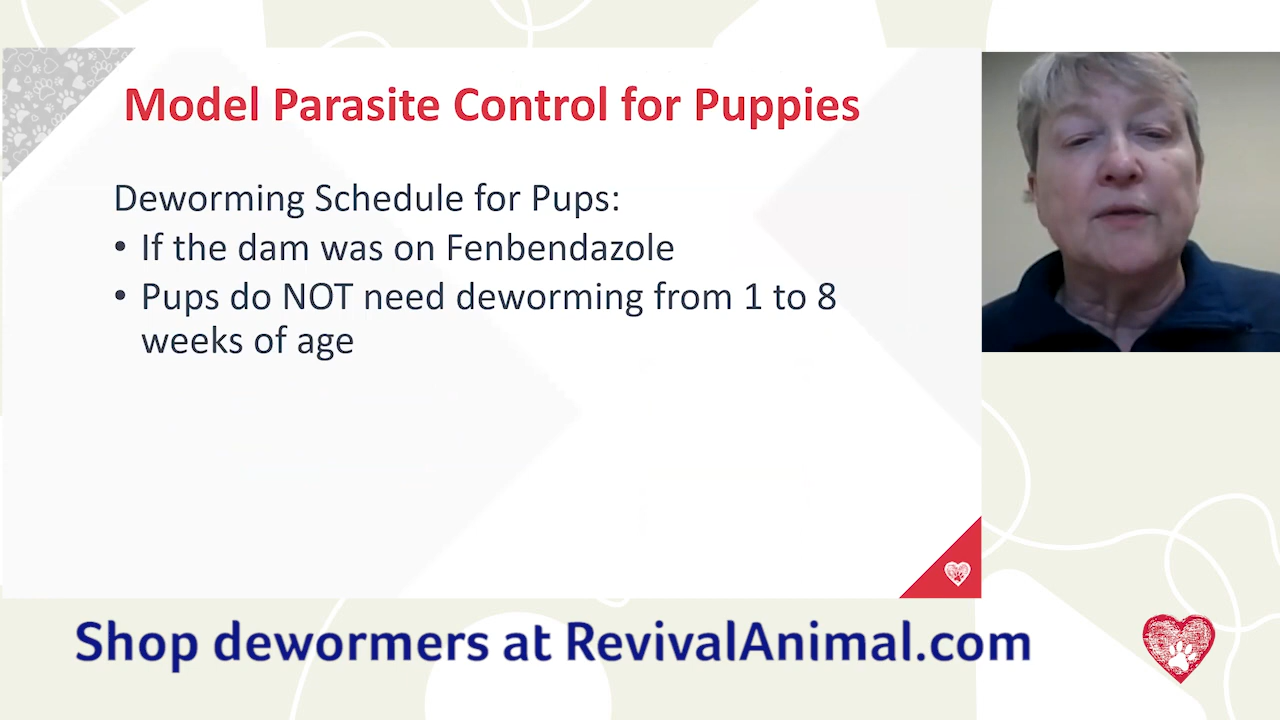 Model Parasite Control for Puppies
Deworming Schedule for Pups:
• If the dam was on Fenbendazole
• Pups do NOT need deworming from 1 to 8
weeks of age
Shop dewormers at RevivalAnimal.com